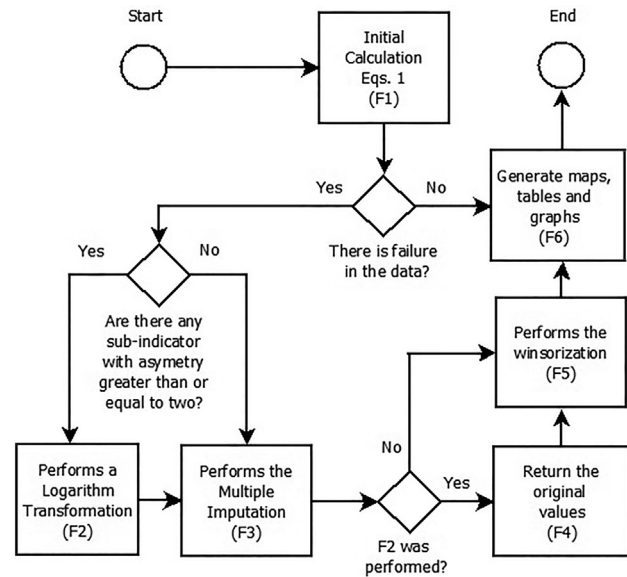 Start
End
Initial
Calculation
Eqs. 1
(F1)
Yes
No
There is failure
in the data?
Generate maps,
tables and
graphs
(F6)
Yes
No
Are there any
sub-indicator
with asymetry
greater than or
equal to two?
Performs the
winsorization
(F5)
Performs a
Logarithm
Transformation
(F2)
Performs the
Multiple
Imputation
(F3)
No
Yes
F2 was
performed?
Return the
original
values
(F4)